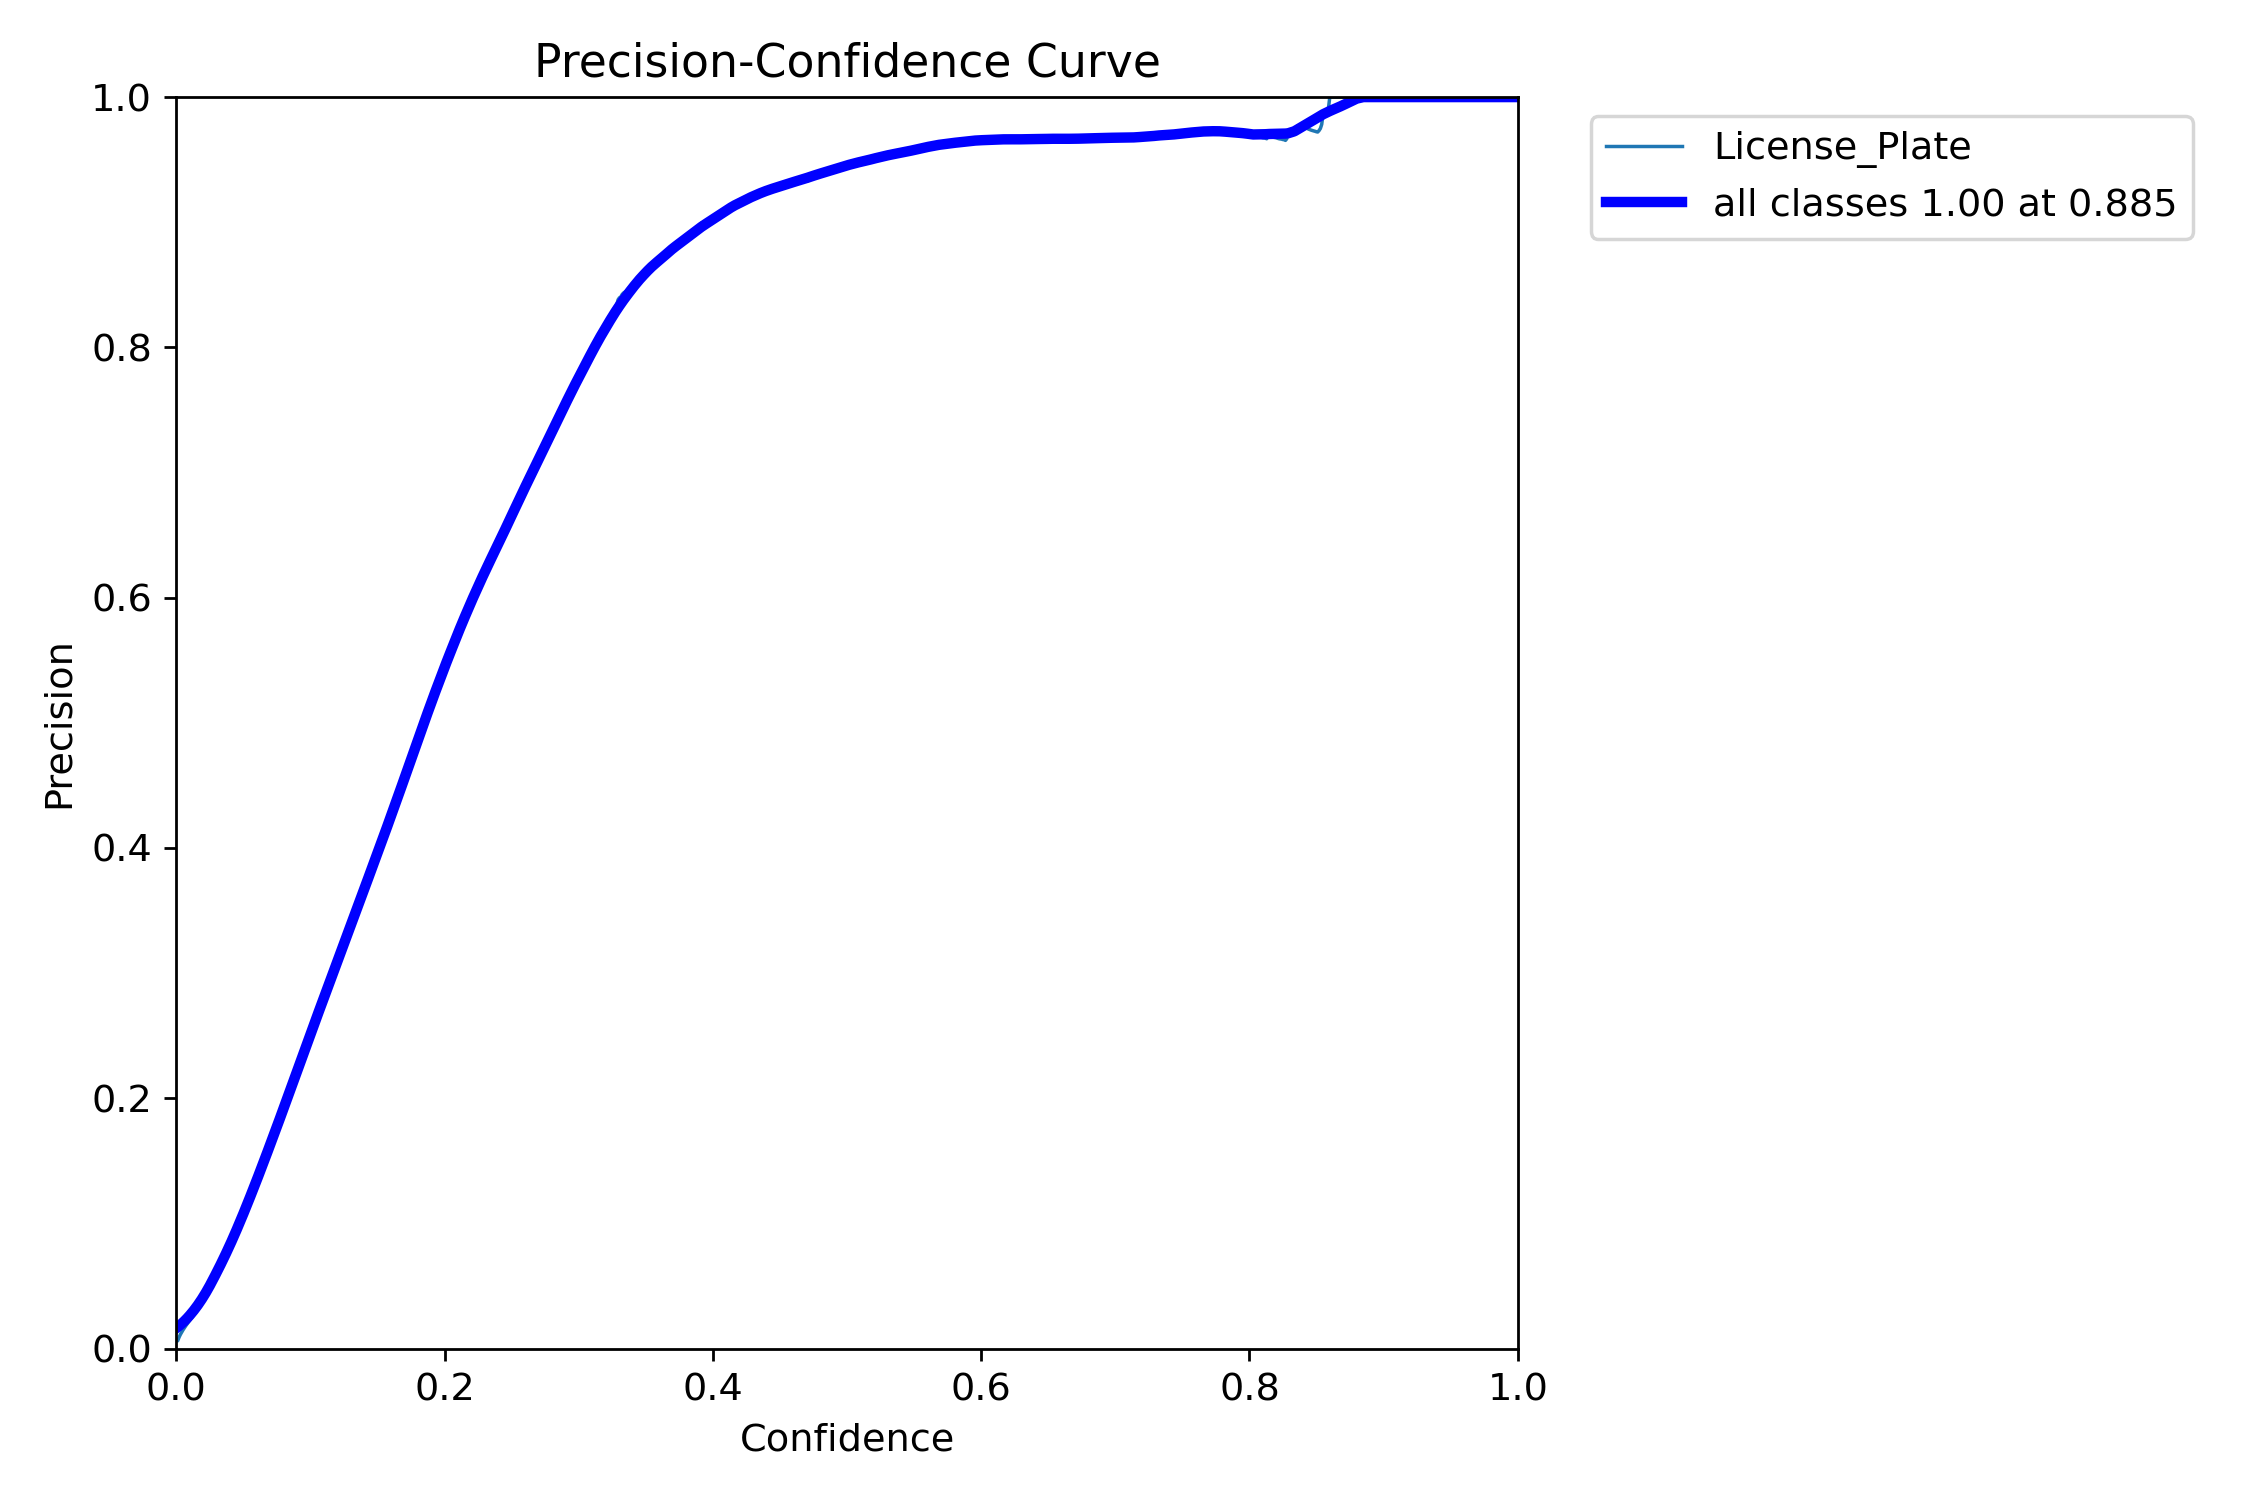 Precision-Confidence Curve
1.0
0.8
0.6
0.4
0.2
0.0
Precision
0.0 0.2 0.4 0.6 0.8 1.0
Confidence
License_Plate
all classes 1.00 at 0.885